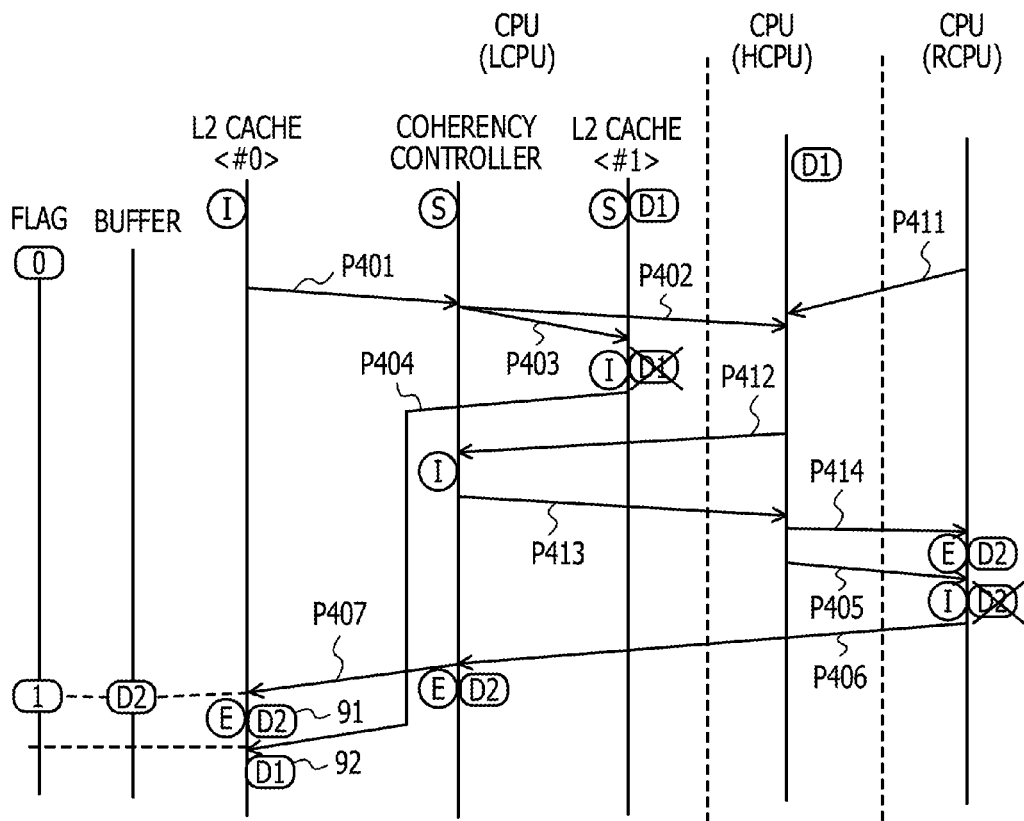 CPU
(LCPU)
CPU
(HCPU)
CPU
(RCPU)
L2 CACHE
<#0>
COHERENCY
CONTROLLER
L2 CACHE
<#1>
D1
I
S
S
D1
FLAG
BUFFER
0
P411
P401
P402
P403
P404
I
D1
P412
I
P414
P413
E
D2
P405
I
D2
P407
P406
1
D2
E
D2
E
D2
91
D1
92